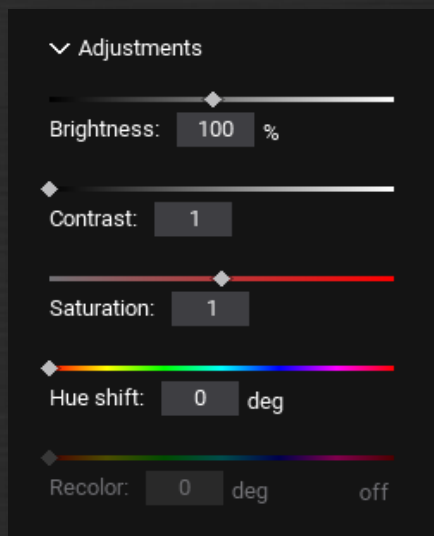 Adjustments
Brightness: 100 %
Contrast: 1
Saturation: 1
Hue shift: 0 deg
Recolor: 0 deg off